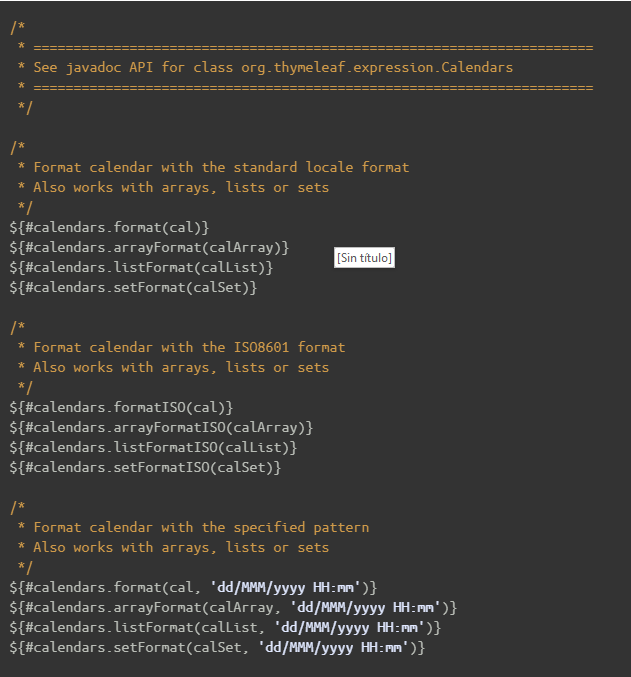 /*
 * ======================================================================
 * See javadoc API for class org.thymeleaf.expression.Calendars
 * ======================================================================
 */
/*
 * Format calendar with the standard locale format
 * Also works with arrays, lists or sets
 */
${#calendars.format(cal)}
${#calendars.arrayFormat(calArray)}
[Sin título]
${#calendars.listFormat(calList)}
${#calendars.setFormat(calSet)}
/*
 * Format calendar with the ISO8601 format
 * Also works with arrays, lists or sets
 */
${#calendars.formatISO(cal)}
${#calendars.arrayFormatISO(calArray)}
${#calendars.listFormatISO(calList)}
${#calendars.setFormatISO(calSet)}
/*
 * Format calendar with the specified pattern
 * Also works with arrays, lists or sets
 */
${#calendars.format(cal, 'dd/MMM/yyyy HH:mm')}
${#calendars.arrayFormat(calArray, 'dd/MMM/yyyy HH:mm')}
${#calendars.listFormat(calList, 'dd/MMM/yyyy HH:mm')}
${#calendars.setFormat(calSet, 'dd/MMM/yyyy HH:mm')}